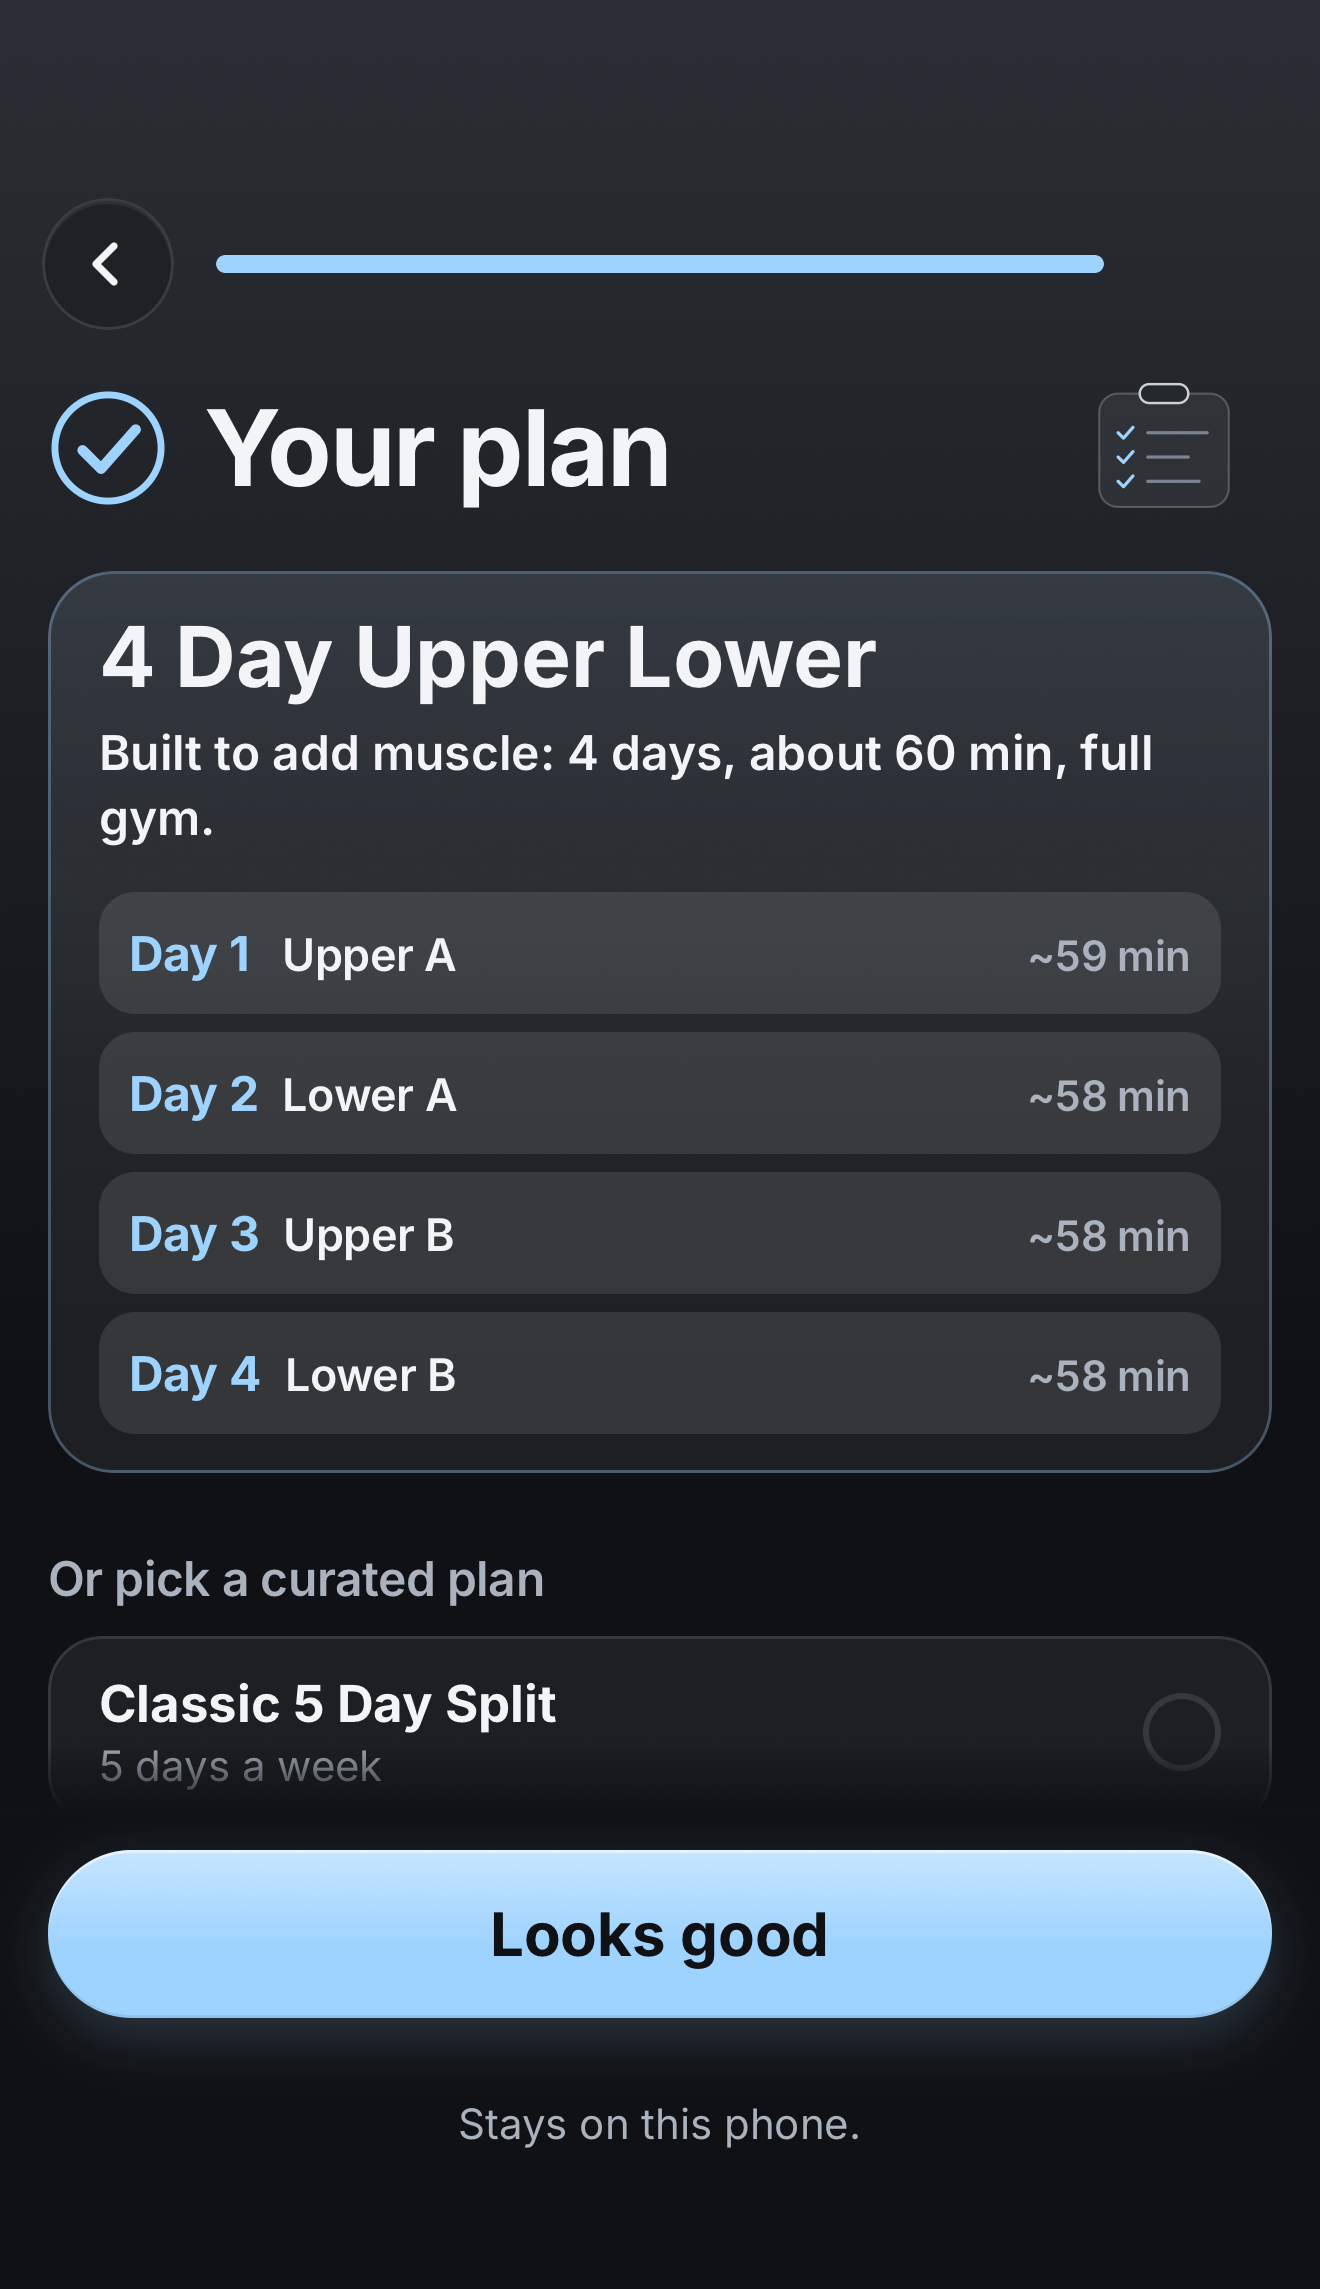 Your plan
4 Day Upper Lower
Built to add muscle: 4 days, about 60 min, full
gym.
Day 1 Upper A ~59 min
Day 2 Lower A ~58 min
Day 3 Upper B ~58 min
Day 4 Lower B ~58 min
Or pick a curated plan
Classic 5 Day Split
5 days a week
Looks good
Stays on this phone.